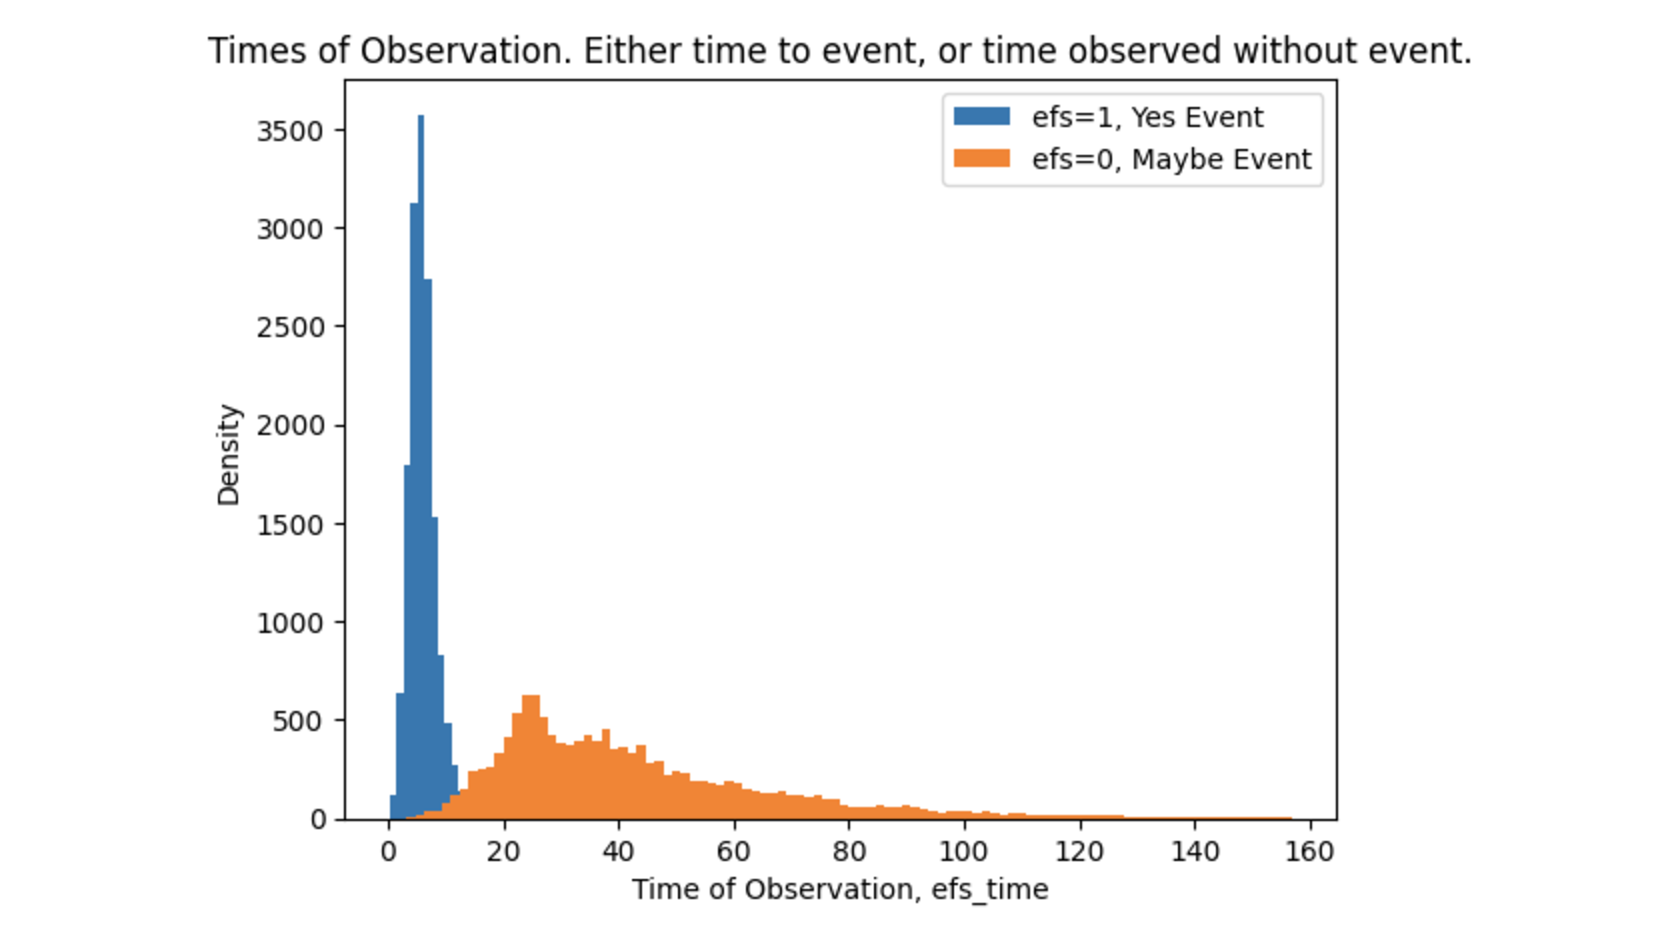 Times of Observation. Either time to event, or time observed without event.
efs=1, Yes Event
efs=0, Maybe Event
Density
3500
3000
2500
2000
1500
1000
500
0
0 20 40 60 80 100 120 140 160
Time of Observation, efs_time